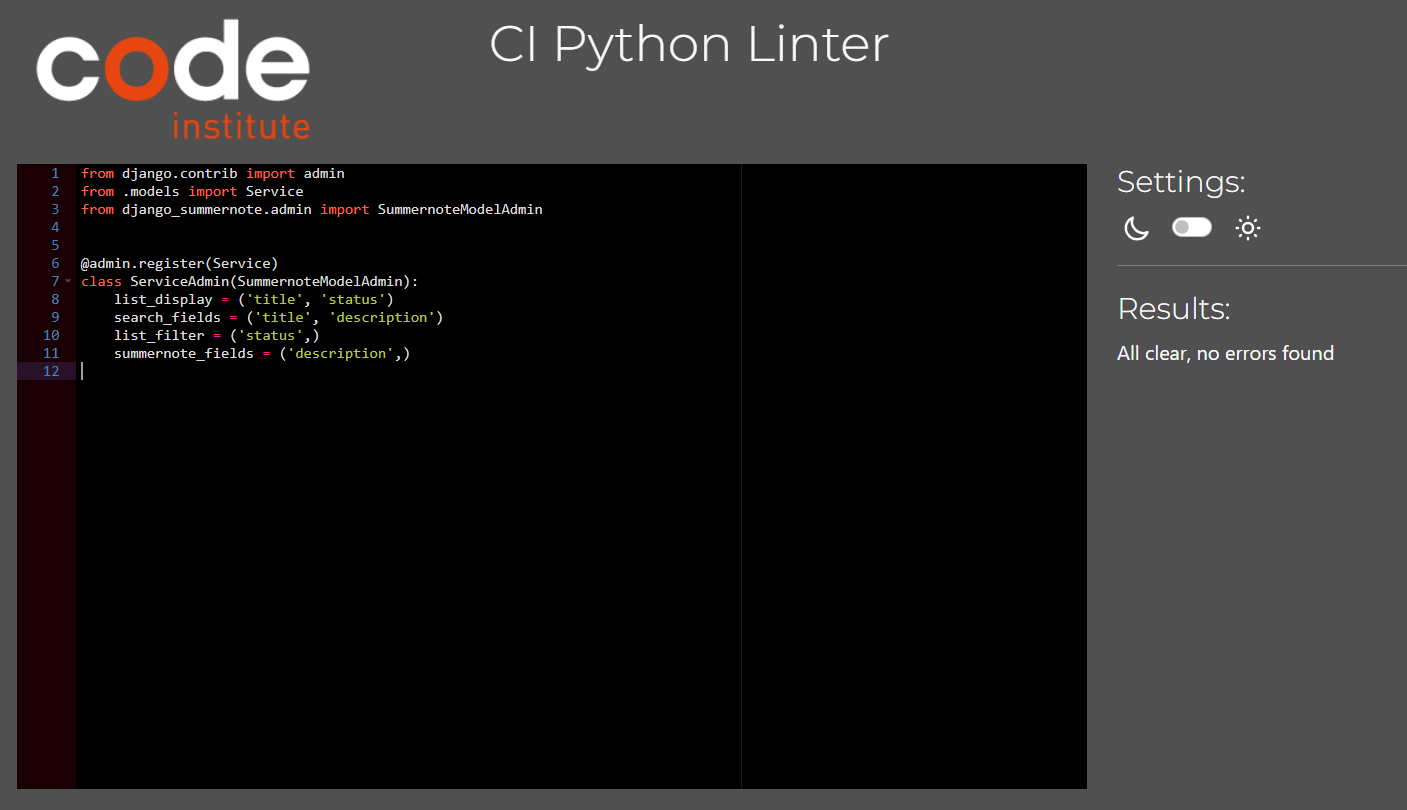 code
institute
CI Python Linter
1 from django.contrib import admin
2 from .models import Service
3 from django_summernote.admin import SummernoteModelAdmin
4
5
6 @admin.register(Service)
7 class ServiceAdmin(SummernoteModelAdmin):
8     list_display = ('title', 'status')
9     search_fields = ('title', 'description')
10     list_filter = ('status',)
11     summernote_fields = ('description',)
12
Settings:
Results:
All clear, no errors found